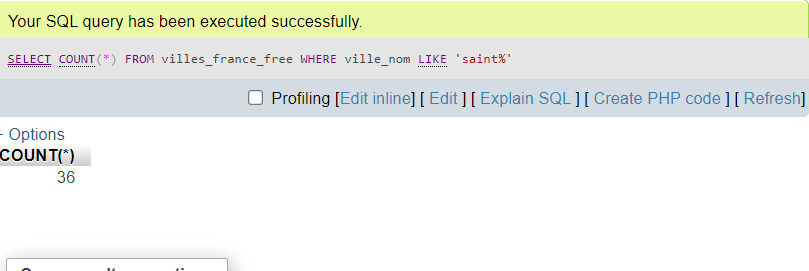 Your SQL query has been executed successfully.
SELECT COUNT(*) FROM villes_france_free WHERE ville_nom LIKE 'saint%'
Profiling [Edit inline] [ Edit ] [ Explain SQL ] [ Create PHP code ] [ Refresh]
- Options
COUNT(*)
36